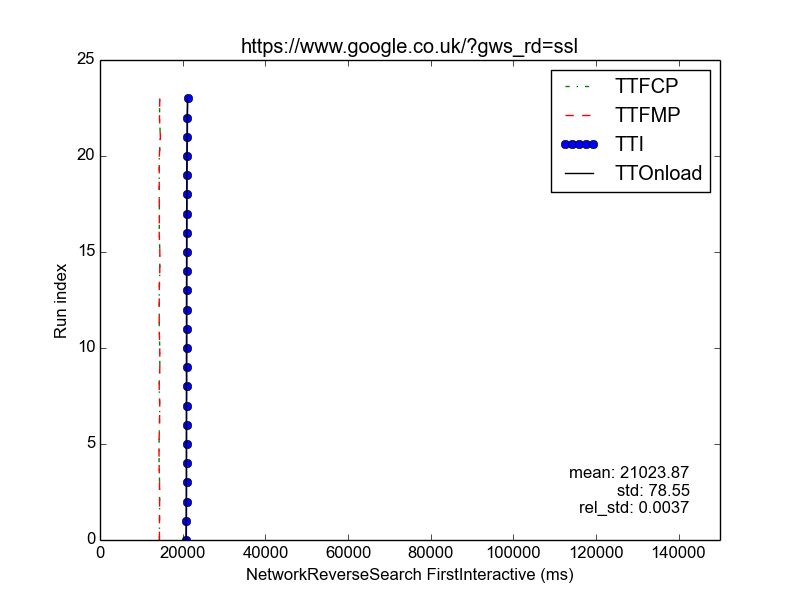 https://www.google.co.uk/?gws_rd=ssl
25
20
15
10
5
0
Run index
TTFCP
TTFMP
TTI
TTOnload
mean: 21023.87
std: 78.55
rel_std: 0.0037
0 20000 40000 60000 80000 100000 120000 140000
NetworkReverseSearch FirstInteractive (ms)